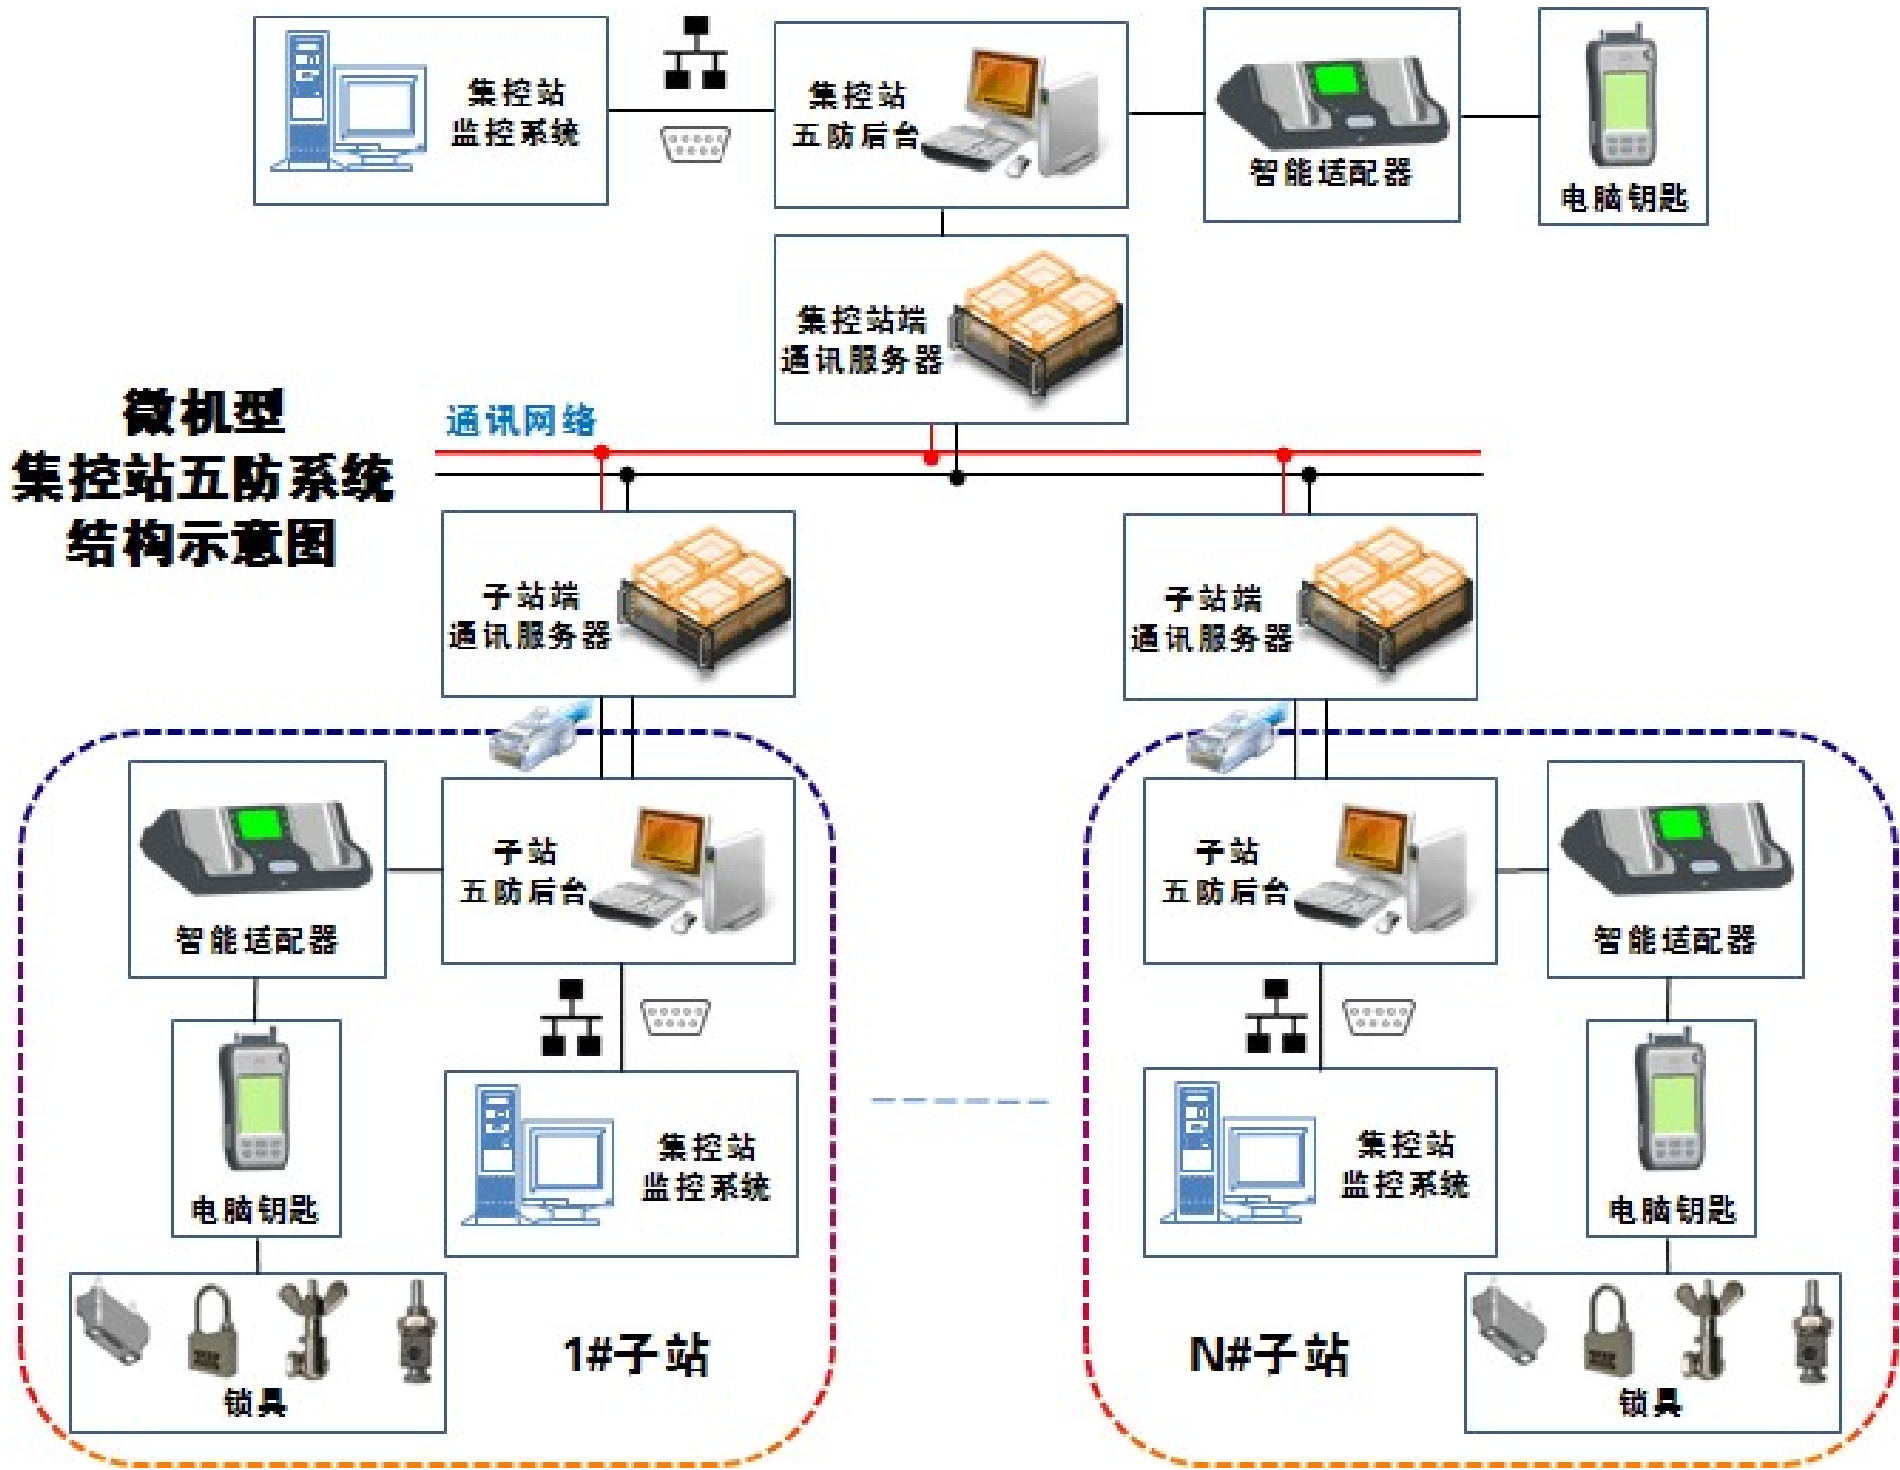 集控站
监控系统
集控站
五防后台
智能适配器
电脑钥匙
集控站端
通讯服务器
微机型
集控站五防系统
结构示意图
通讯网络
子站端
通讯服务器
子站端
通讯服务器
智能适配器
子站
五防后台
电脑钥匙
集控站
监控系统
锁具
1#子站
子站
五防后台
智能适配器
集控站
监控系统
电脑钥匙
N#子站
锁具